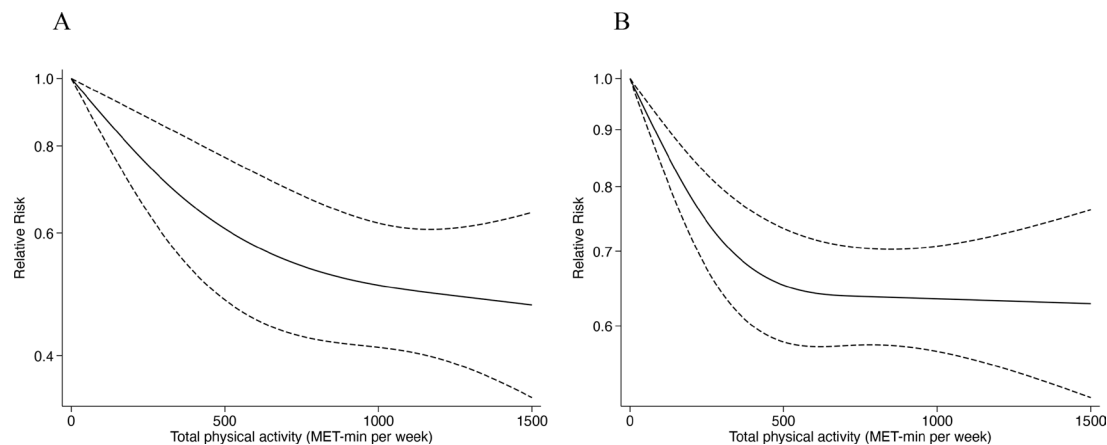 A
1.0
0.8
0.6
0.4
Relative Risk
0
500
1000
1500
Total physical activity (MET-min per week)
B
1.0
0.9
0.8
0.7
0.6
Relative Risk
0
500
1000
1500
Total physical activity (MET-min per week)